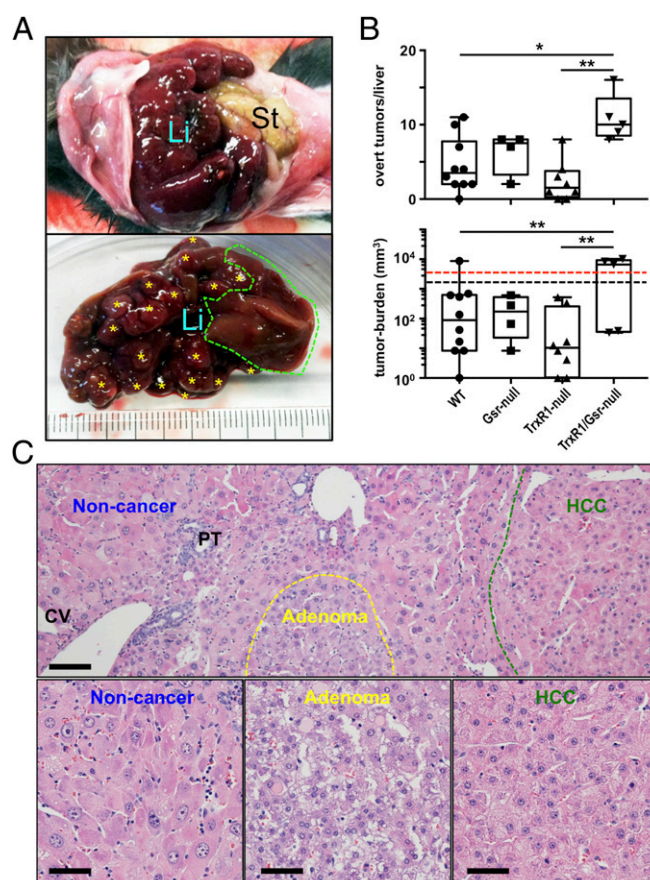 A
Li
St
Li
B
overt tumors/liver
20
10
0
*
**
tumor-burden (mm³)
10⁴
10²
10⁰
**
**
WT
Gsr-null
TrxR1-null
TrxR1/Gsr-null
C
Non-cancer
HCC
PT
CV
Adenoma
Non-cancer
Adenoma
HCC